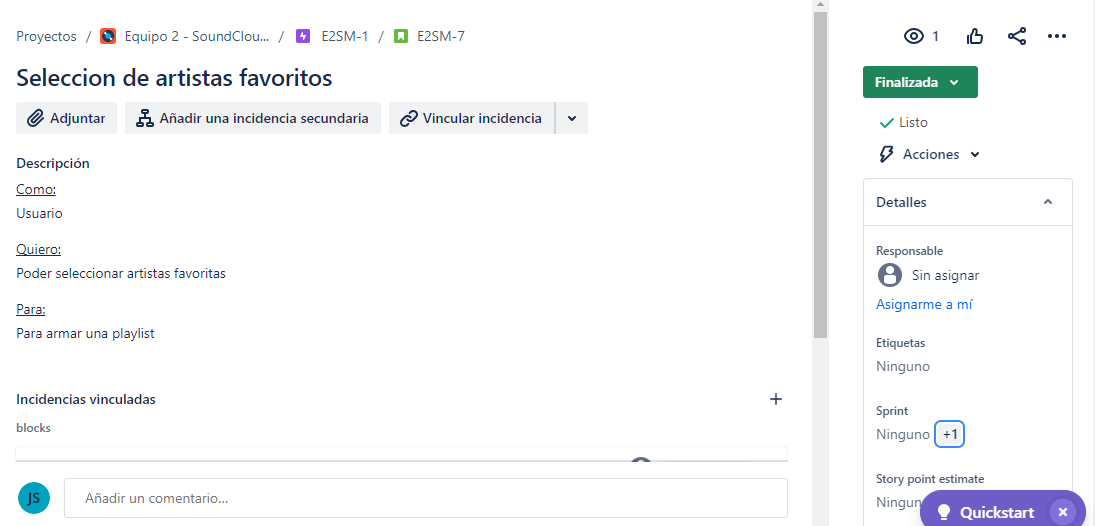 Proyectos / Equipo 2 - SoundClou... / E2SM-1 / E2SM-7
1
Seleccion de artistas favoritos
Adjuntar
Añadir una incidencia secundaria
Vincular incidencia
Descripción
Como:
Usuario
Quiero:
Poder seleccionar artistas favoritas
Para:
Para armar una playlist
Incidencias vinculadas
blocks
JS
Añadir un comentario...
Finalizada
Listo
Acciones
Detalles
Responsable
Sin asignar
Asignarme a mí
Etiquetas
Ninguno
Sprint
Ninguno +1
Story point estimate
Quickstart